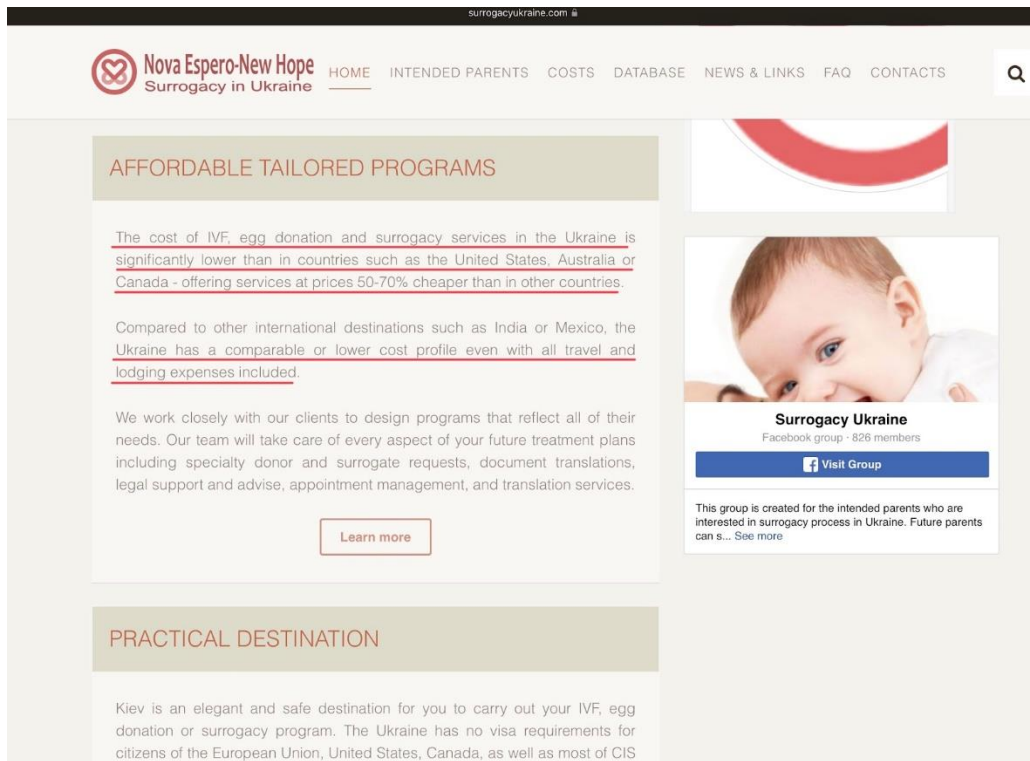 surrogacyukraine.com
Nova Espero-New Hope
Surrogacy in Ukraine
HOME INTENDED PARENTS COSTS DATABASE NEWS & LINKS FAQ CONTACTS
AFFORDABLE TAILORED PROGRAMS
The cost of IVF, egg donation and surrogacy services in the Ukraine is
significantly lower than in countries such as the United States, Australia or
Canada - offering services at prices 50-70% cheaper than in other countries.
Compared to other international destinations such as India or Mexico, the
Ukraine has a comparable or lower cost profile even with all travel and
lodging expenses included.
We work closely with our clients to design programs that reflect all of their
needs. Our team will take care of every aspect of your future treatment plans
including specialty donor and surrogate requests, document translations,
legal support and advise, appointment management, and translation services.
Learn more
Surrogacy Ukraine
Facebook group · 826 members
Visit Group
This group is created for the intended parents who are
interested in surrogacy process in Ukraine. Future parents
can s... See more
PRACTICAL DESTINATION
Kiev is an elegant and safe destination for you to carry out your IVF, egg
donation or surrogacy program. The Ukraine has no visa requirements for
citizens of the European Union, United States, Canada, as well as most of CIS